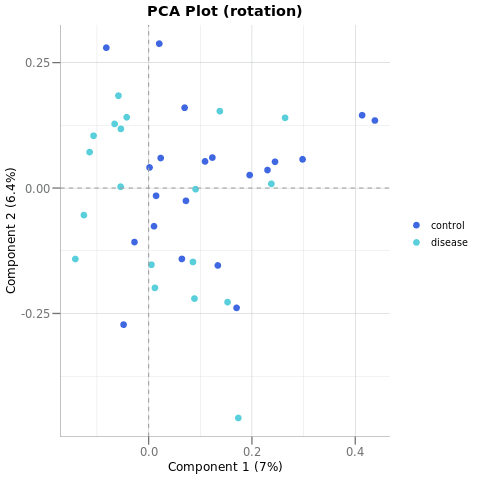 PCA Plot (rotation)
0.25
0.00
-0.25
Component 2 (6.4%)
0.0
0.2
0.4
Component 1 (7%)
control
disease